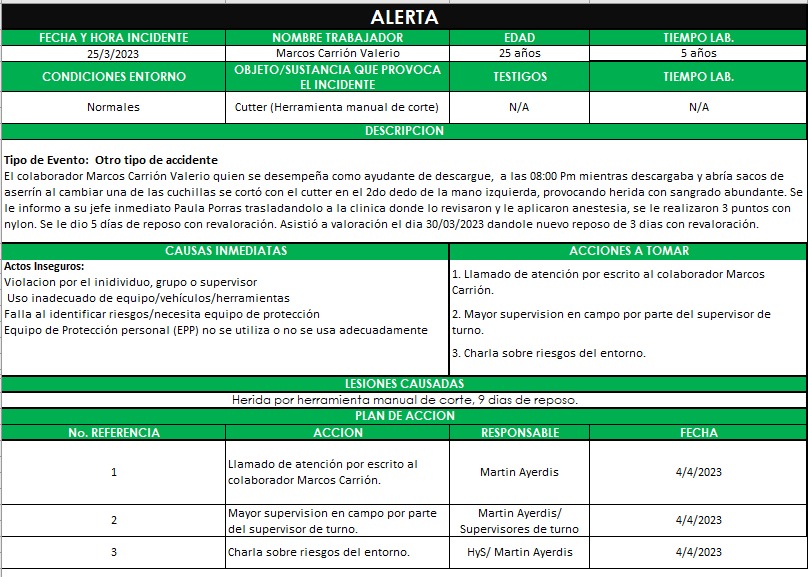 ALERTA
FECHA Y HORA INCIDENTE NOMBRE TRABAJADOR EDAD TIEMPO LAB.
25/3/2023 Marcos Carrión Valerio 25 años 5 años
CONDICIONES ENTORNO OBJETO/SUSTANCIA QUE PROVOCA EL INCIDENTE TESTIGOS TIEMPO LAB.
Normales Cutter (Herramienta manual de corte) N/A N/A
DESCRIPCION
Tipo de Evento: Otro tipo de accidente
El colaborador Marcos Carrión Valerio quien se desempeña como ayudante de descargue, a las 08:00 Pm mientras descargaba y abría sacos de
aserrín al cambiar una de las cuchillas se cortó con el cutter en el 2do dedo de la mano izquierda, provocando herida con sangrado abundante. Se
le informo a su jefe inmediato Paula Porras trasladandolo a la clinica donde lo revisaron y le aplicaron anestesia, se le realizaron 3 puntos con
nylon. Se le dio 5 días de reposo con revaloración. Asistió a valoración el dia 30/03/2023 dandole nuevo reposo de 3 dias con revaloración.
CAUSAS INMEDIATAS
Actos Inseguros:
Violacion por el inidividuo, grupo o supervisor
Uso inadecuado de equipo/vehículos/herramientas
Falla al identificar riesgos/necesita equipo de protección
Equipo de Protección personal (EPP) no se utiliza o no se usa adecuadamente
ACCIONES A TOMAR
1. Llamado de atención por escrito al colaborador Marcos
Carrión.
2. Mayor supervision en campo por parte del supervisor de
turno.
3. Charla sobre riesgos del entorno.
LESIONES CAUSADAS
Herida por herramienta manual de corte, 9 dias de reposo.
PLAN DE ACCION
No. REFERENCIA ACCION RESPONSABLE FECHA
1 Llamado de atención por escrito al colaborador Marcos Carrión. Martin Ayerdis 4/4/2023
2 Mayor supervision en campo por parte del supervisor de turno. Martin Ayerdis/ Supervisores de turno 4/4/2023
3 Charla sobre riesgos del entorno. HyS/ Martin Ayerdis 4/4/2023